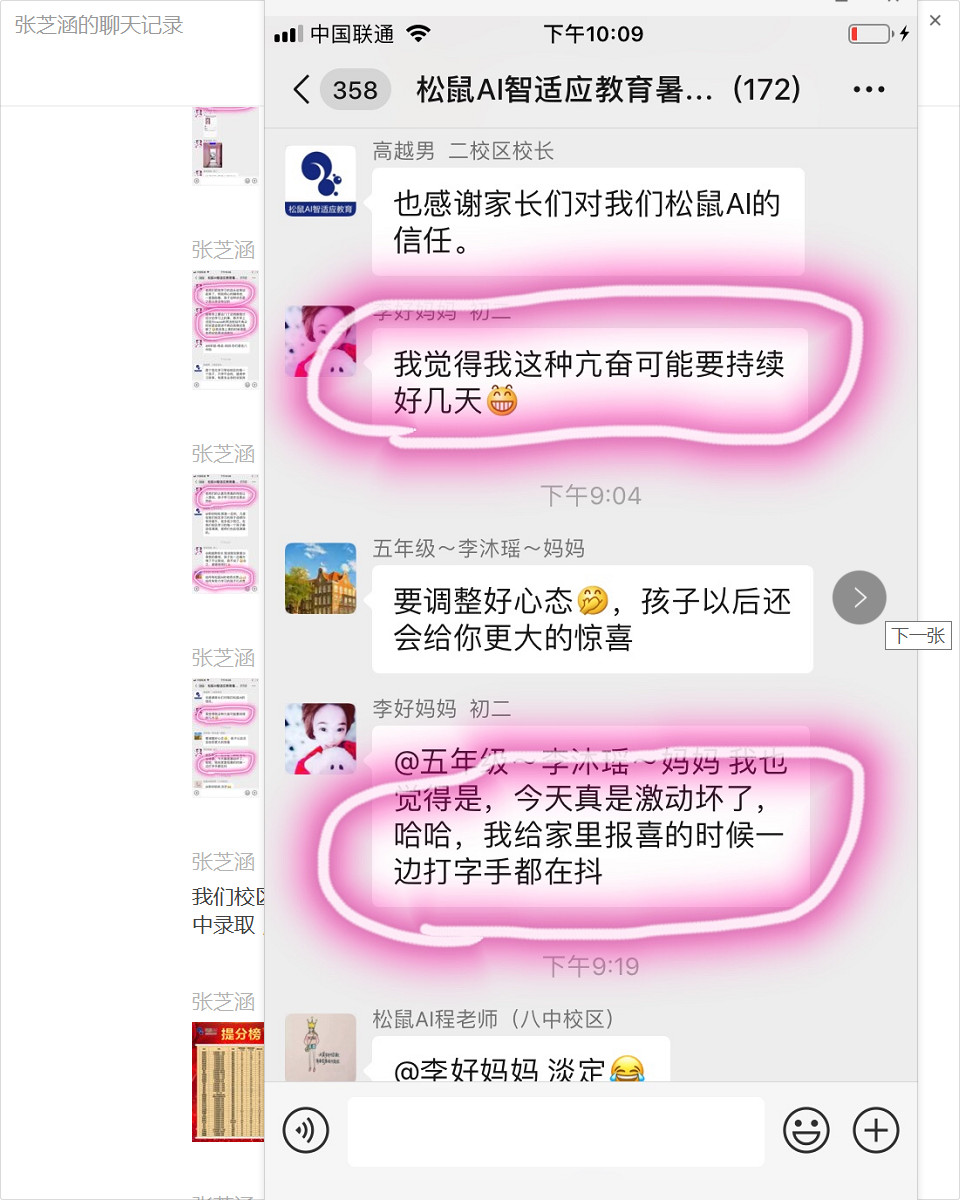 张芝涵的聊天记录
中国联通
下午10:09
358
松鼠AI智适应教育暑... (172)
高越男 二校区校长
松鼠AI智适应教育
也感谢家长们对我们松鼠AI的
信任。
李好妈妈 初二
我觉得我这种亢奋可能要持续
好几天😁
下午9:04
五年级～李沐瑶～妈妈
要调整好心态🤭，孩子以后还
会给你更大的惊喜
下一张
李好妈妈 初二
@五年级～李沐瑶～妈妈 我也
觉得是，今天真是激动坏了，
哈哈，我给家里报喜的时候一
边打字手都在抖
下午9:19
松鼠AI程老师（八中校区）
@李好妈妈 淡定😂
张芝涵
张芝涵
张芝涵
张芝涵
我们校区
中录取
张芝涵
提分榜